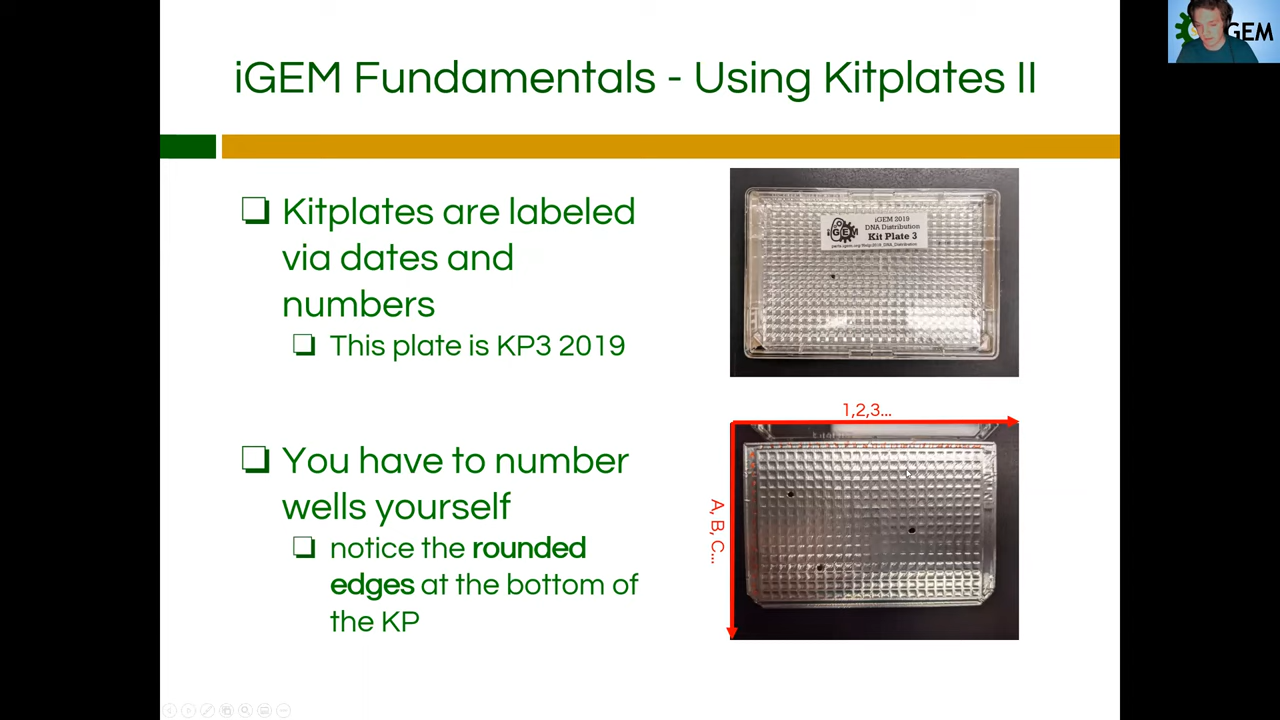 iGEM Fundamentals - Using Kitplates II
Kitplates are labeled
via dates and
numbers
This plate is KP3 2019
You have to number
wells yourself
notice the rounded
edges at the bottom of
the KP
iGEM 2019
DNA Distribution
Kit Plate 3
iGEM
1,2,3...
A, B, C...
GEM